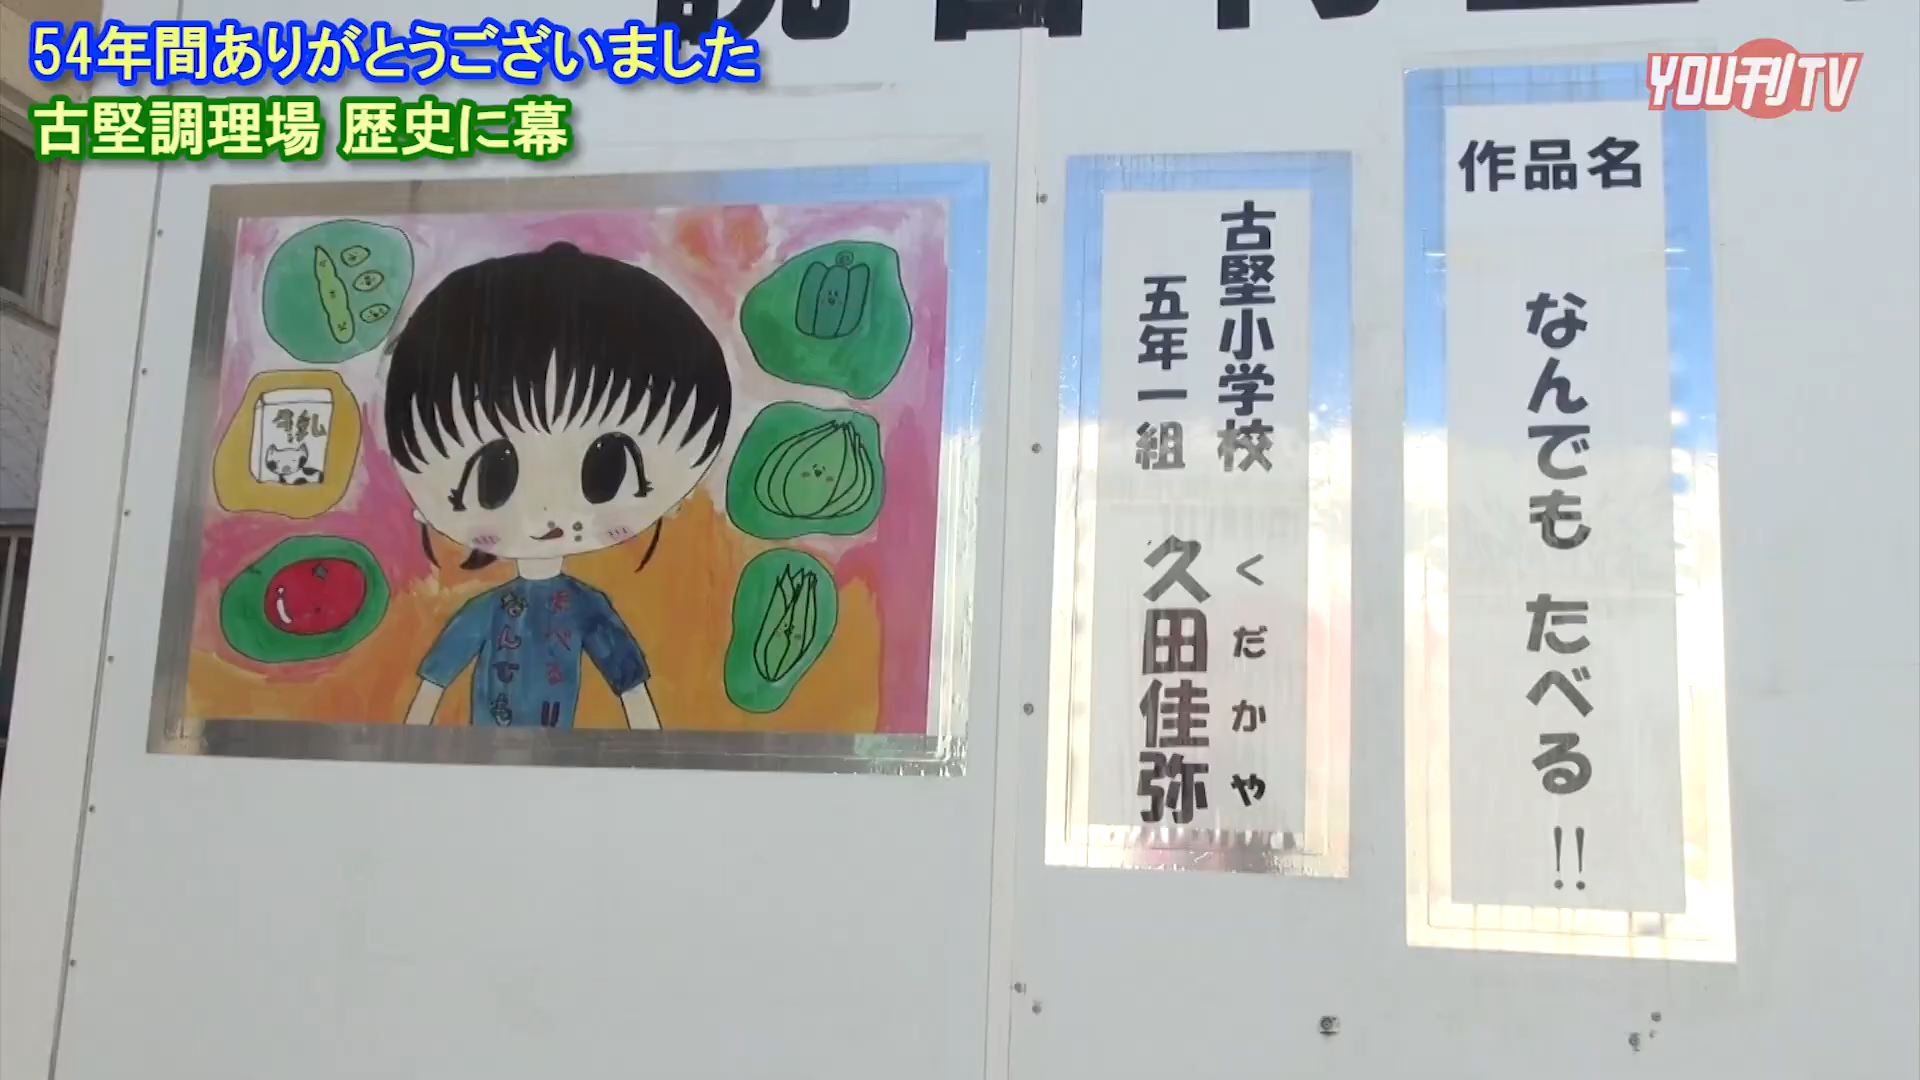 54年間ありがとうございました
古堅調理場 歴史に幕
YOU刊TV
作品名
なんでも たべる!!
古堅小学校
五年一組
くだかや
久田佳弥
牛乳
たべる!!
なんでも